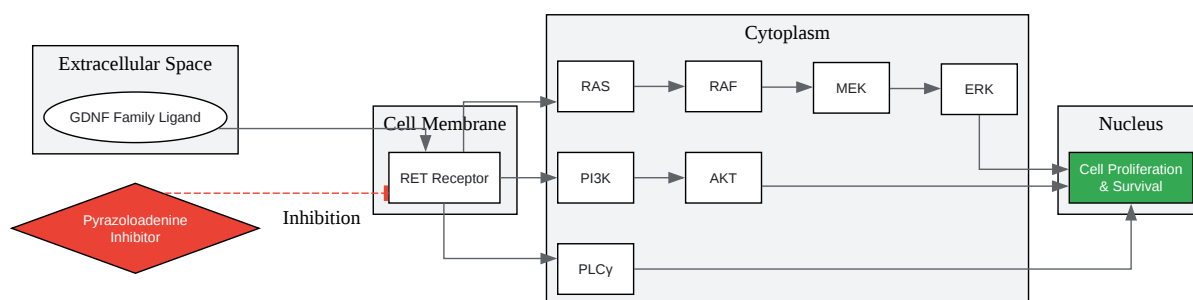 Extracellular Space
GDNF Family Ligand
Pyrazoloadenine
Inhibitor
Inhibition
Cell Membrane
RET Receptor
Cytoplasm
RAS
RAF
MEK
ERK
PI3K
AKT
PLCγ
Nucleus
Cell Proliferation
& Survival